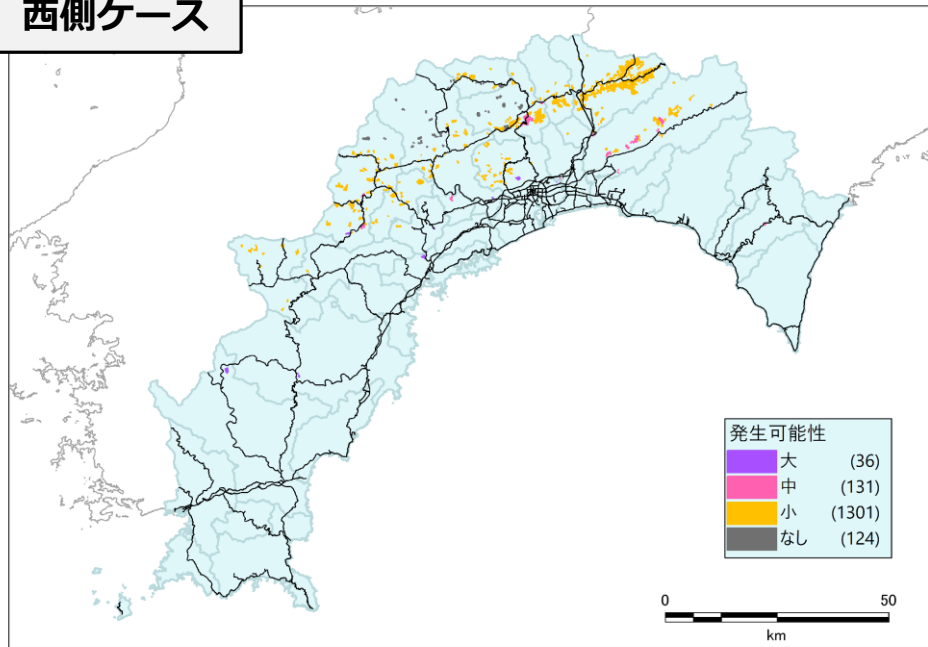 西側ケース
発生可能性
大 (36)
中 (131)
小 (1301)
なし (124)
0 50
km